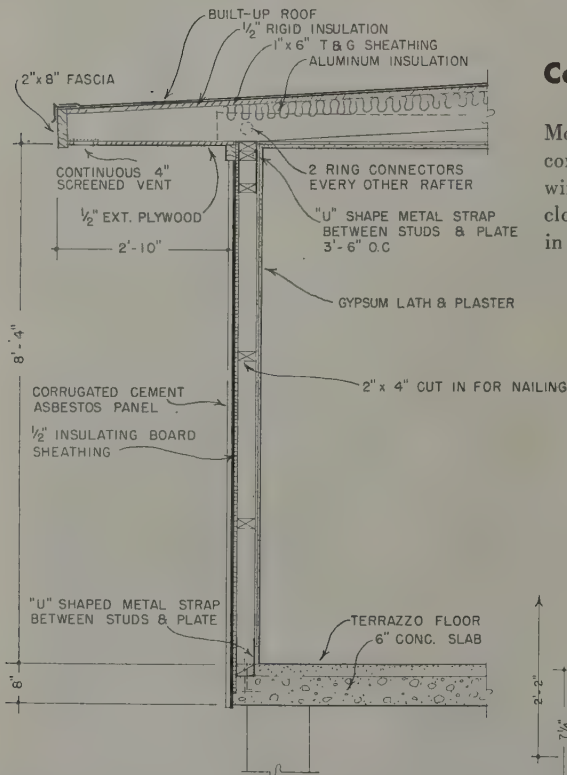 BUILT-UP ROOF
1/2" RIGID INSULATION
1"x 6" T & G SHEATHING
ALUMINUM INSULATION
2"x 8" FASCIA
CONTINUOUS 4"
SCREENED VENT
1/2" EXT. PLYWOOD
2'-10"
2 RING CONNECTORS
EVERY OTHER RAFTER
"U" SHAPE METAL STRAP
BETWEEN STUDS & PLATE
3'-6" O.C
GYPSUM LATH & PLASTER
8'-4"
2"x 4" CUT IN FOR NAILING
CORRUGATED CEMENT
ASBESTOS PANEL
1/2" INSULATING BOARD
SHEATHING
"U" SHAPED METAL STRAP
BETWEEN STUDS & PLATE
TERRAZZO FLOOR
6" CONC. SLAB
8"
2'-2"
in